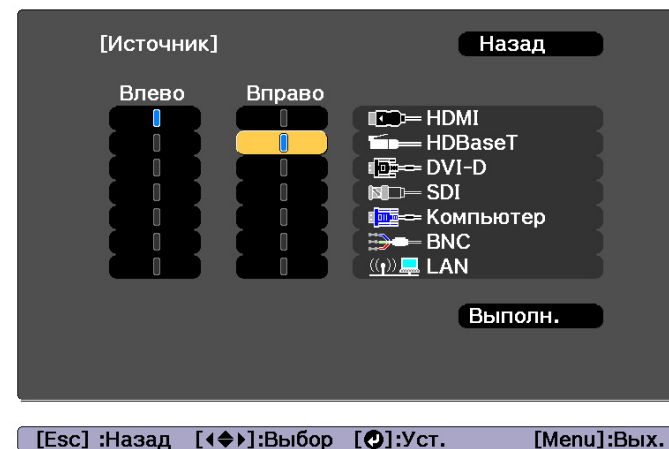 [Источник] Назад
Влево Вправо
HDMI
HDBaseT
DVI-D
SDI
Компьютер
BNC
LAN
Выполн.
[Esc] :Назад []:Выбор []:Уст. [Menu]:Вых.